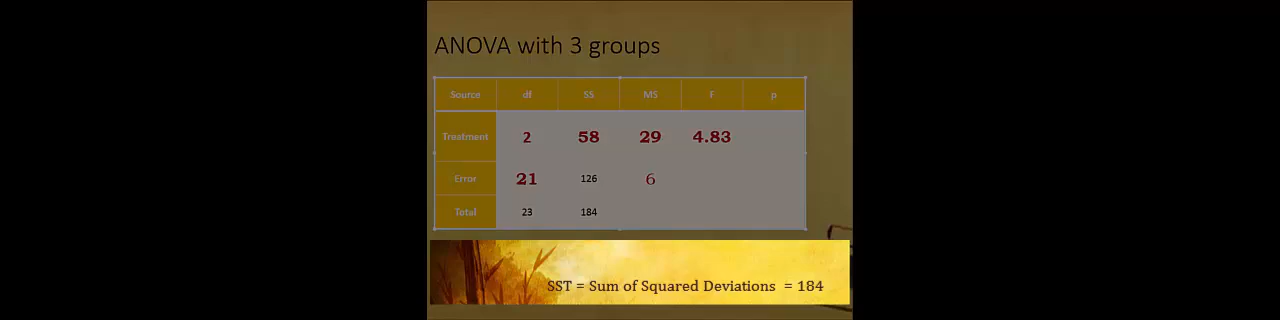 ANOVA with 3 groups
Source df SS MS F p
Treatment 2 58 29 4.83
Error 21 126 6
Total 23 184
SST = Sum of Squared Deviations = 184